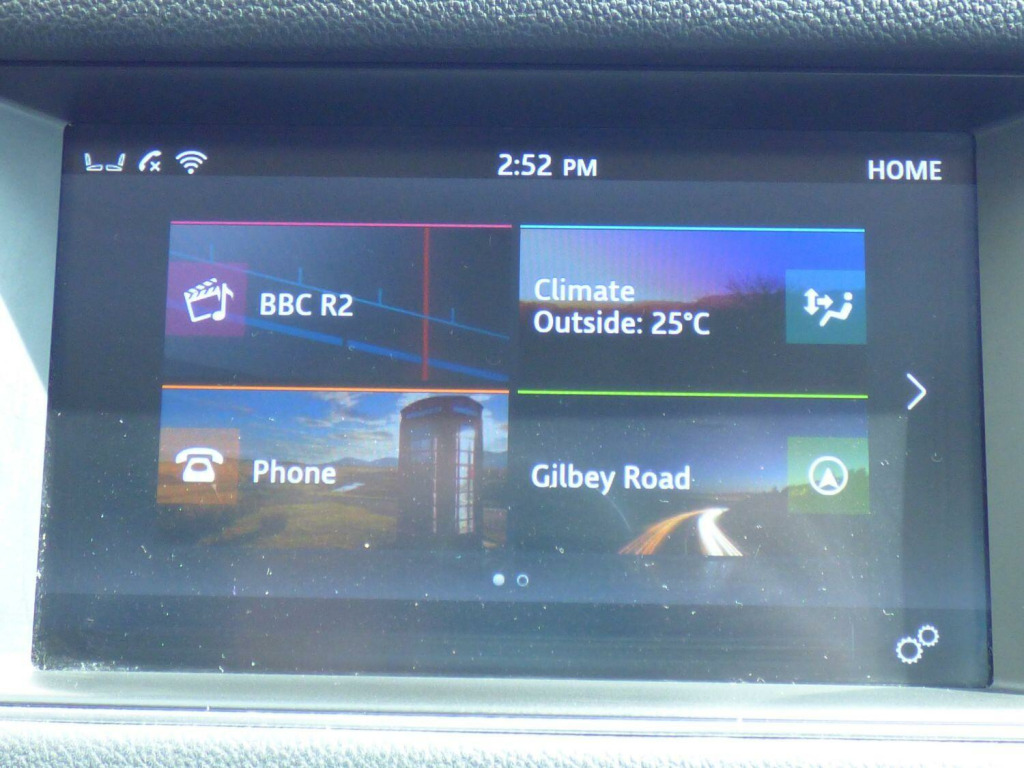 2:52 PM
HOME
BBC R2
Climate
Outside: 25°C
Phone
Gilbey Road